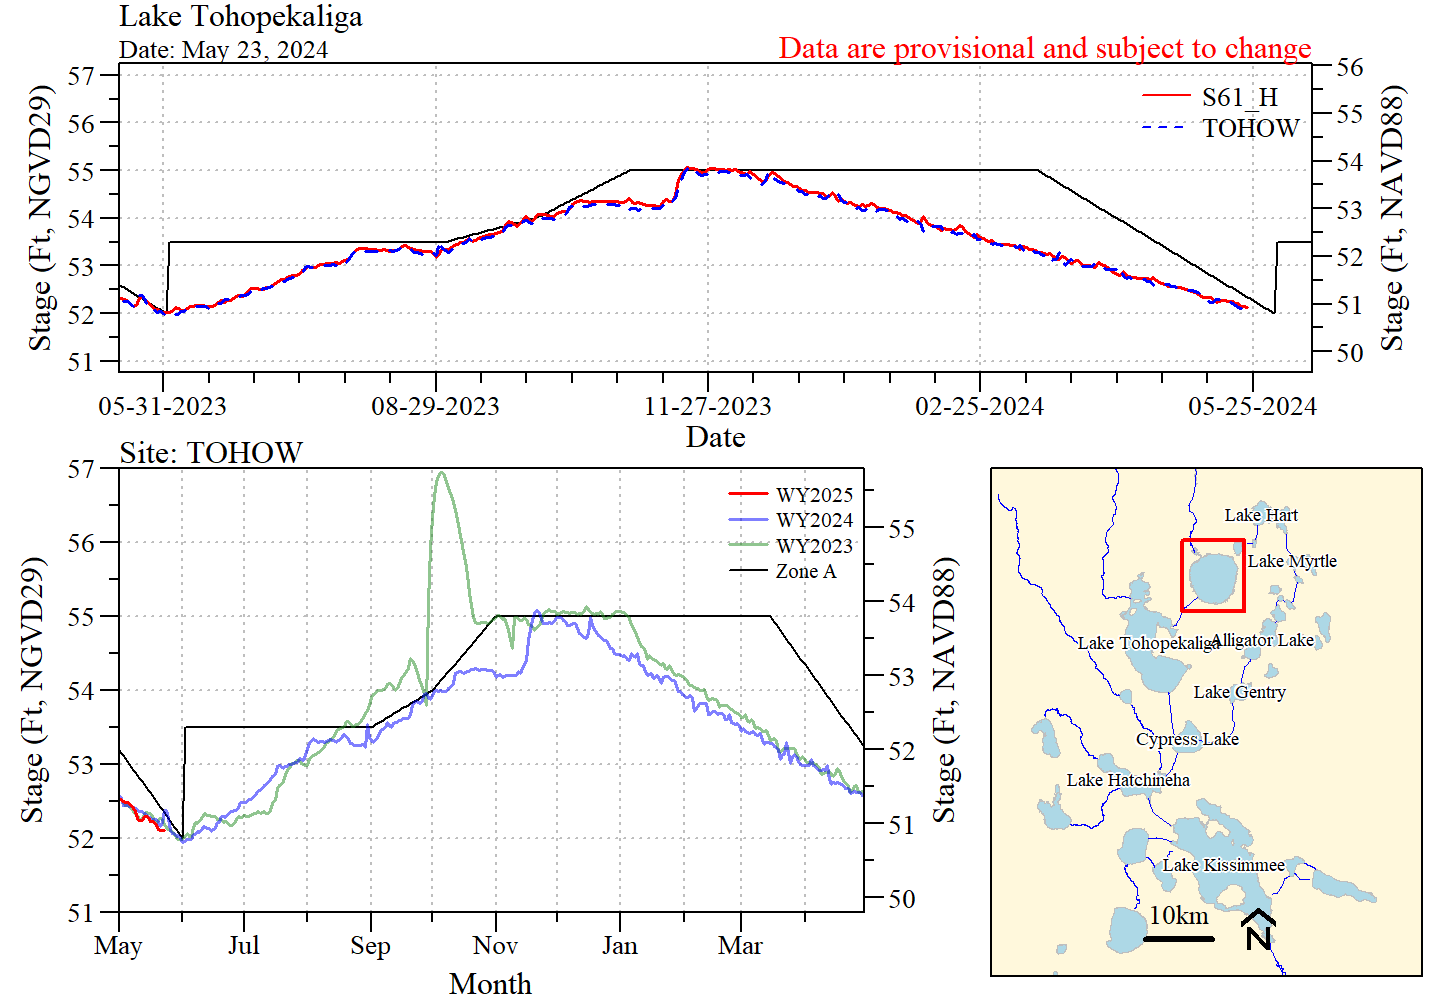 Lake Tohopekaliga
Date: May 23, 2024
Data are provisional and subject to change
57
56
55
54
53
52
51
Stage (Ft, NGVD29)
S61_H
TOHOW
56
55
54
53
52
51
50
Stage (Ft, NAVD88)
05-31-2023 08-29-2023 11-27-2023 02-25-2024 05-25-2024
Date
Site: TOHOW
57
56
55
54
53
52
51
Stage (Ft, NGVD29)
WY2025
WY2024
WY2023
Zone A
55
54
53
52
51
50
Stage (Ft, NAVD88)
May Jul Sep Nov Jan Mar
Month
Lake Hart
Lake Myrtle
Lake Tohopekaliga
Alligator Lake
Lake Gentry
Cypress Lake
Lake Hatchineha
Lake Kissimmee
10km
N